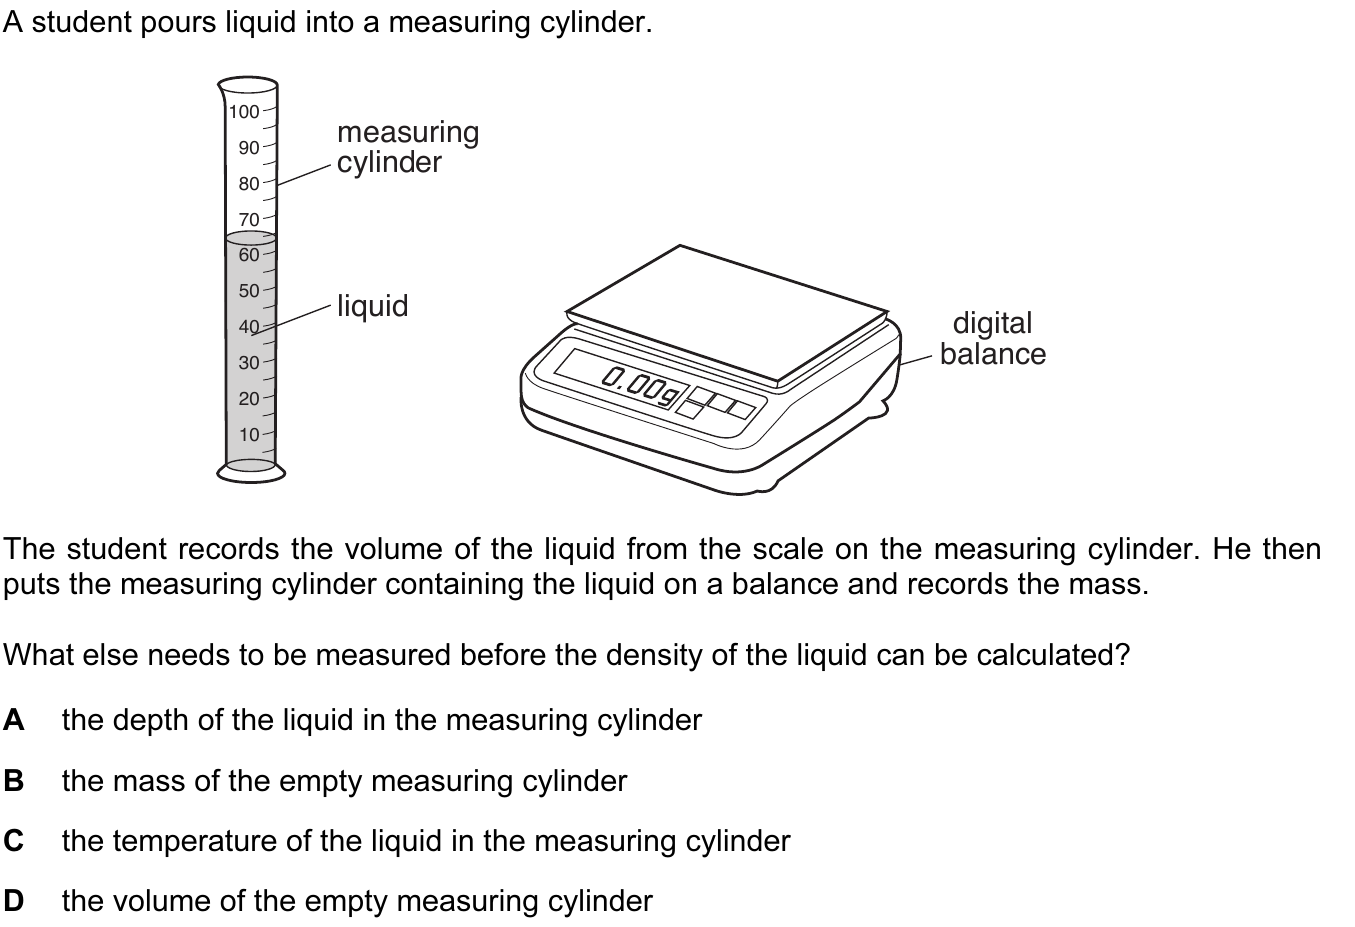 A student pours liquid into a measuring cylinder.
100
90
80
70
60
50
40
30
20
10
measuring
cylinder
liquid
0.00g
digital
balance
The student records the volume of the liquid from the scale on the measuring cylinder. He then
puts the measuring cylinder containing the liquid on a balance and records the mass.
What else needs to be measured before the density of the liquid can be calculated?
A the depth of the liquid in the measuring cylinder
B the mass of the empty measuring cylinder
C the temperature of the liquid in the measuring cylinder
D the volume of the empty measuring cylinder